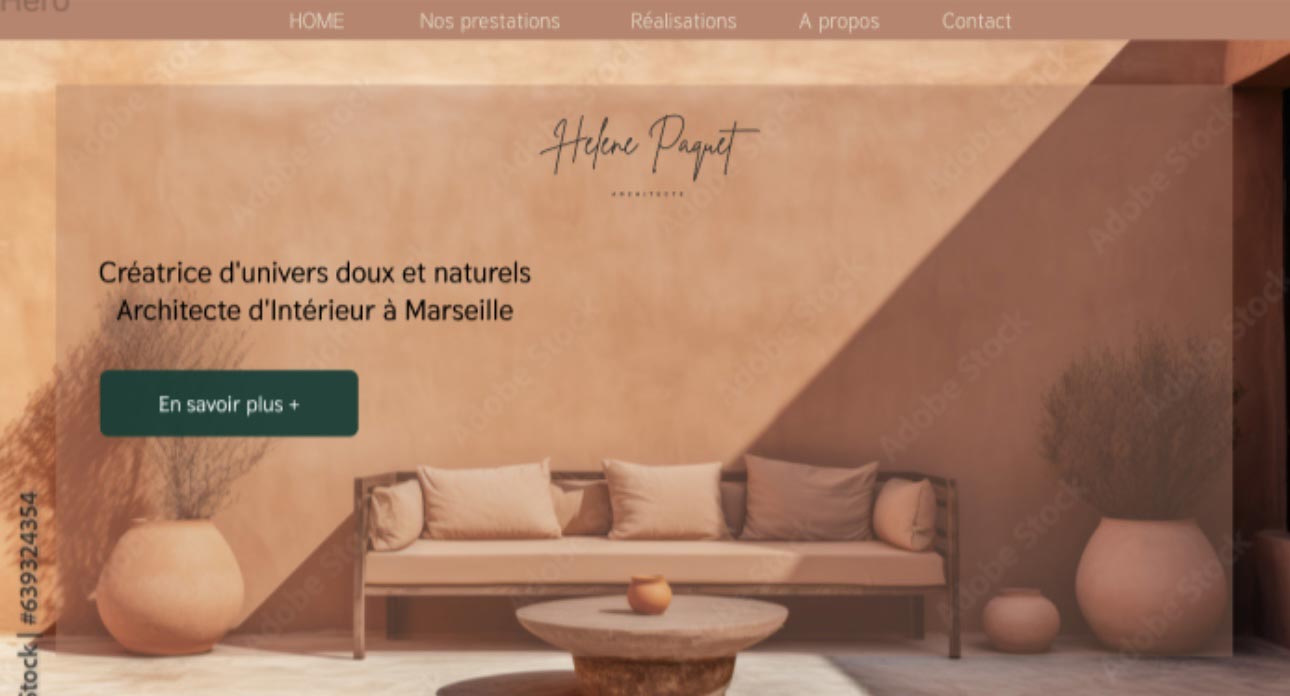 Hero
HOME Nos prestations Réalisations A propos Contact
Helene Paquet
ARCHITECTE
Créatrice d'univers doux et naturels
Architecte d'Intérieur à Marseille
En savoir plus +
Stock | #639324354
Adobe Stock